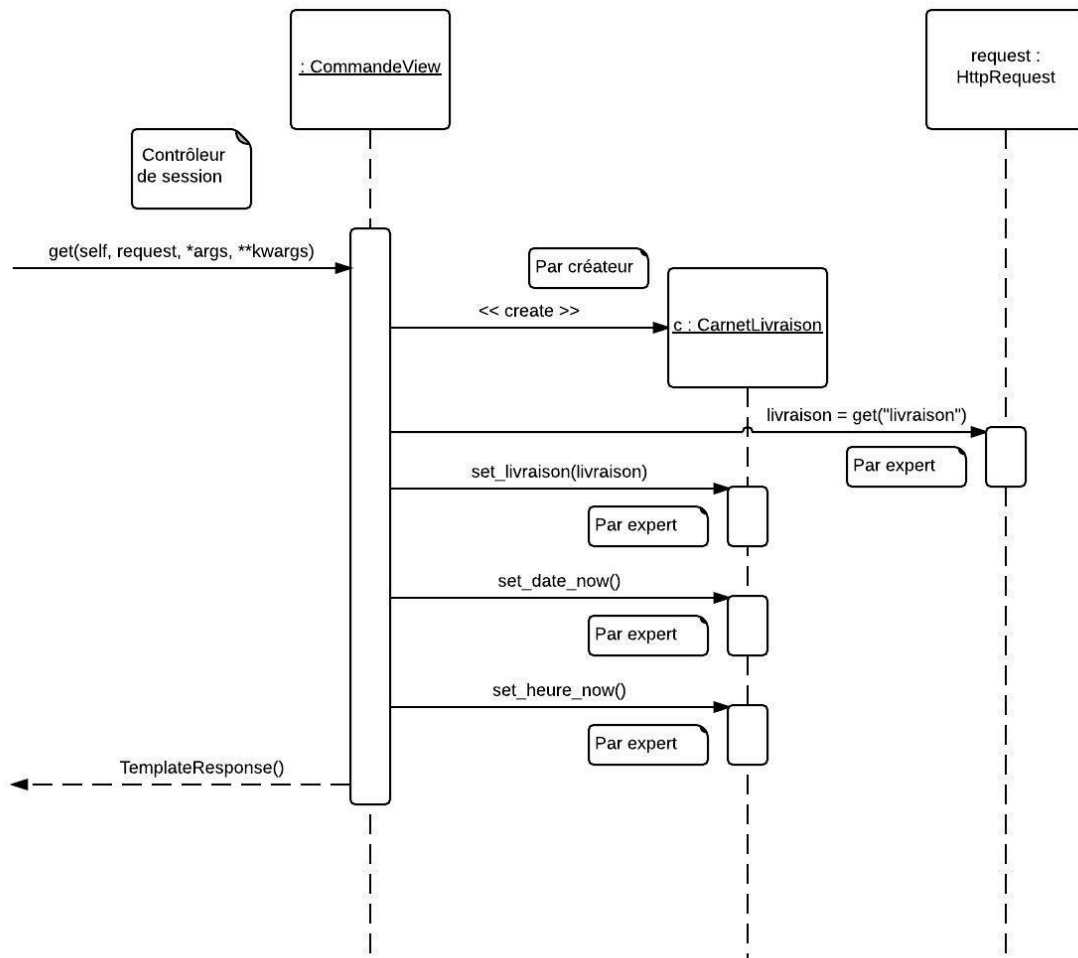 : CommandeView
request :
HttpRequest
Contrôleur
de session
get(self, request, *args, **kwargs)
Par créateur
<< create >>
c : CarnetLivraison
livraison = get("livraison")
Par expert
set_livraison(livraison)
Par expert
set_date_now()
Par expert
set_heure_now()
Par expert
TemplateResponse()